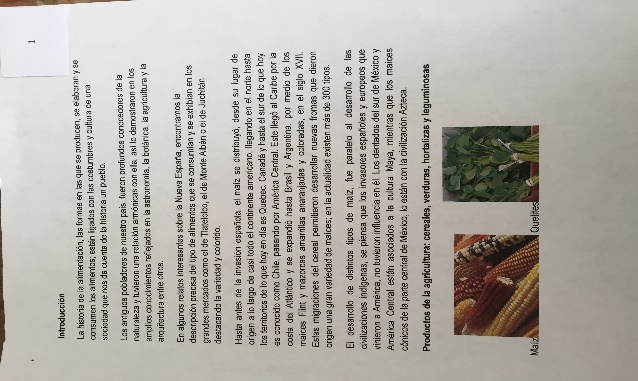 1
Introducción
La historia de la alimentación, las formas en las que se producen, se elaboran y se
consumen los alimentos; están ligados con las costumbres y cultura de una
sociedad que nos da cuenta de la historia un pueblo.
Los antiguos pobladores de nuestro país, fueron profundos conocedores de la
naturaleza y tuvieron una relación armónica con ella, así lo demostraron en los
amplios conocimientos reflejados en la astronomía, la botánica, la agricultura y la
arquitectura entre otros.
En algunos relatos interesantes sobre la Nueva España, encontramos la
descripción precisa del tipo de alimentos que se consumían y se exhibían en los
grandes mercados como el de Tlatelolco, el de Monte Albán o el de Juchitán
destacando la variedad y colorido.
Hasta antes de la invasión española, el maíz se distribuyó, desde su lugar de
origen a lo largo de casi todo el continente americano, llegando en el norte hasta
los territorios de lo que hoy en día es Quebec, Canadá y hasta el sur de lo que hoy
es conocido como Chile, pasando por América Central. Este llegó al Caribe por la
costa del Atlántico y se expandió hasta Brasil y Argentina, por medio de los
maíces Flint y mazorcas amarillas anaranjadas y coloradas, en el siglo XVII.
Estas migraciones del cereal permitieron desarrollar nuevas formas que dieron
origen una gran variedad de maíces; en la actualidad existen más de 300 tipos.
El desarrollo de distintos tipos de maíz, fue paralelo al desarrollo de las
civilizaciones indígenas, se piensa que los invasores españoles y europeos que
vinieron a América, no tuvieron influencia en él. Los dentados del sur de México y
América Central están asociados a la cultura Maya, mientras que los maíces
cónicos de la parte central de México, lo están con la civilización Azteca.
Productos de la agricultura: cereales, verduras, hortalizas y leguminosas
Maíz Quelites